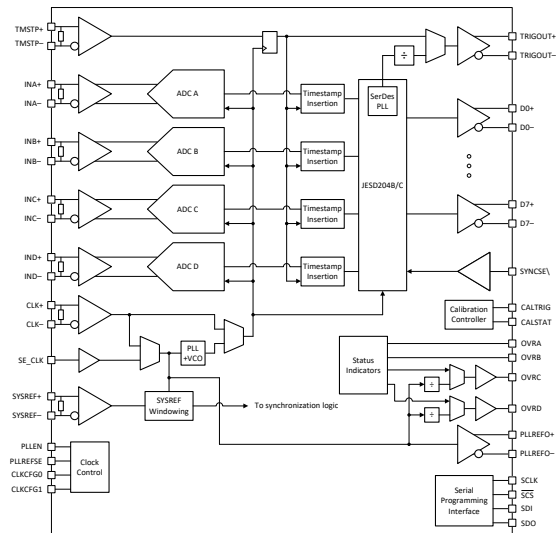 TMSTP+
TMSTP−
TRIGOUT+
TRIGOUT−
÷
SerDes
PLL
INA+
INA−
ADC A
Timestamp
Insertion
D0+
D0−
INB+
INB−
ADC B
Timestamp
Insertion
JESD204B/C
INC+
INC−
ADC C
Timestamp
Insertion
D7+
D7−
IND+
IND−
ADC D
Timestamp
Insertion
SYNCSE\
CLK+
CLK−
Calibration
Controller
CALTRIG
CALSTAT
SE_CLK
PLL
+VCO
Status
Indicators
OVRA
OVRB
OVRC
÷
OVRD
÷
SYSREF+
SYSREF−
SYSREF
Windowing
To synchronization logic
PLLREFO+
PLLREFO−
PLLEN
PLLREFSE
CLKCFG0
CLKCFG1
Clock
Control
Serial
Programming
Interface
SCLK
SCS
SDI
SDO